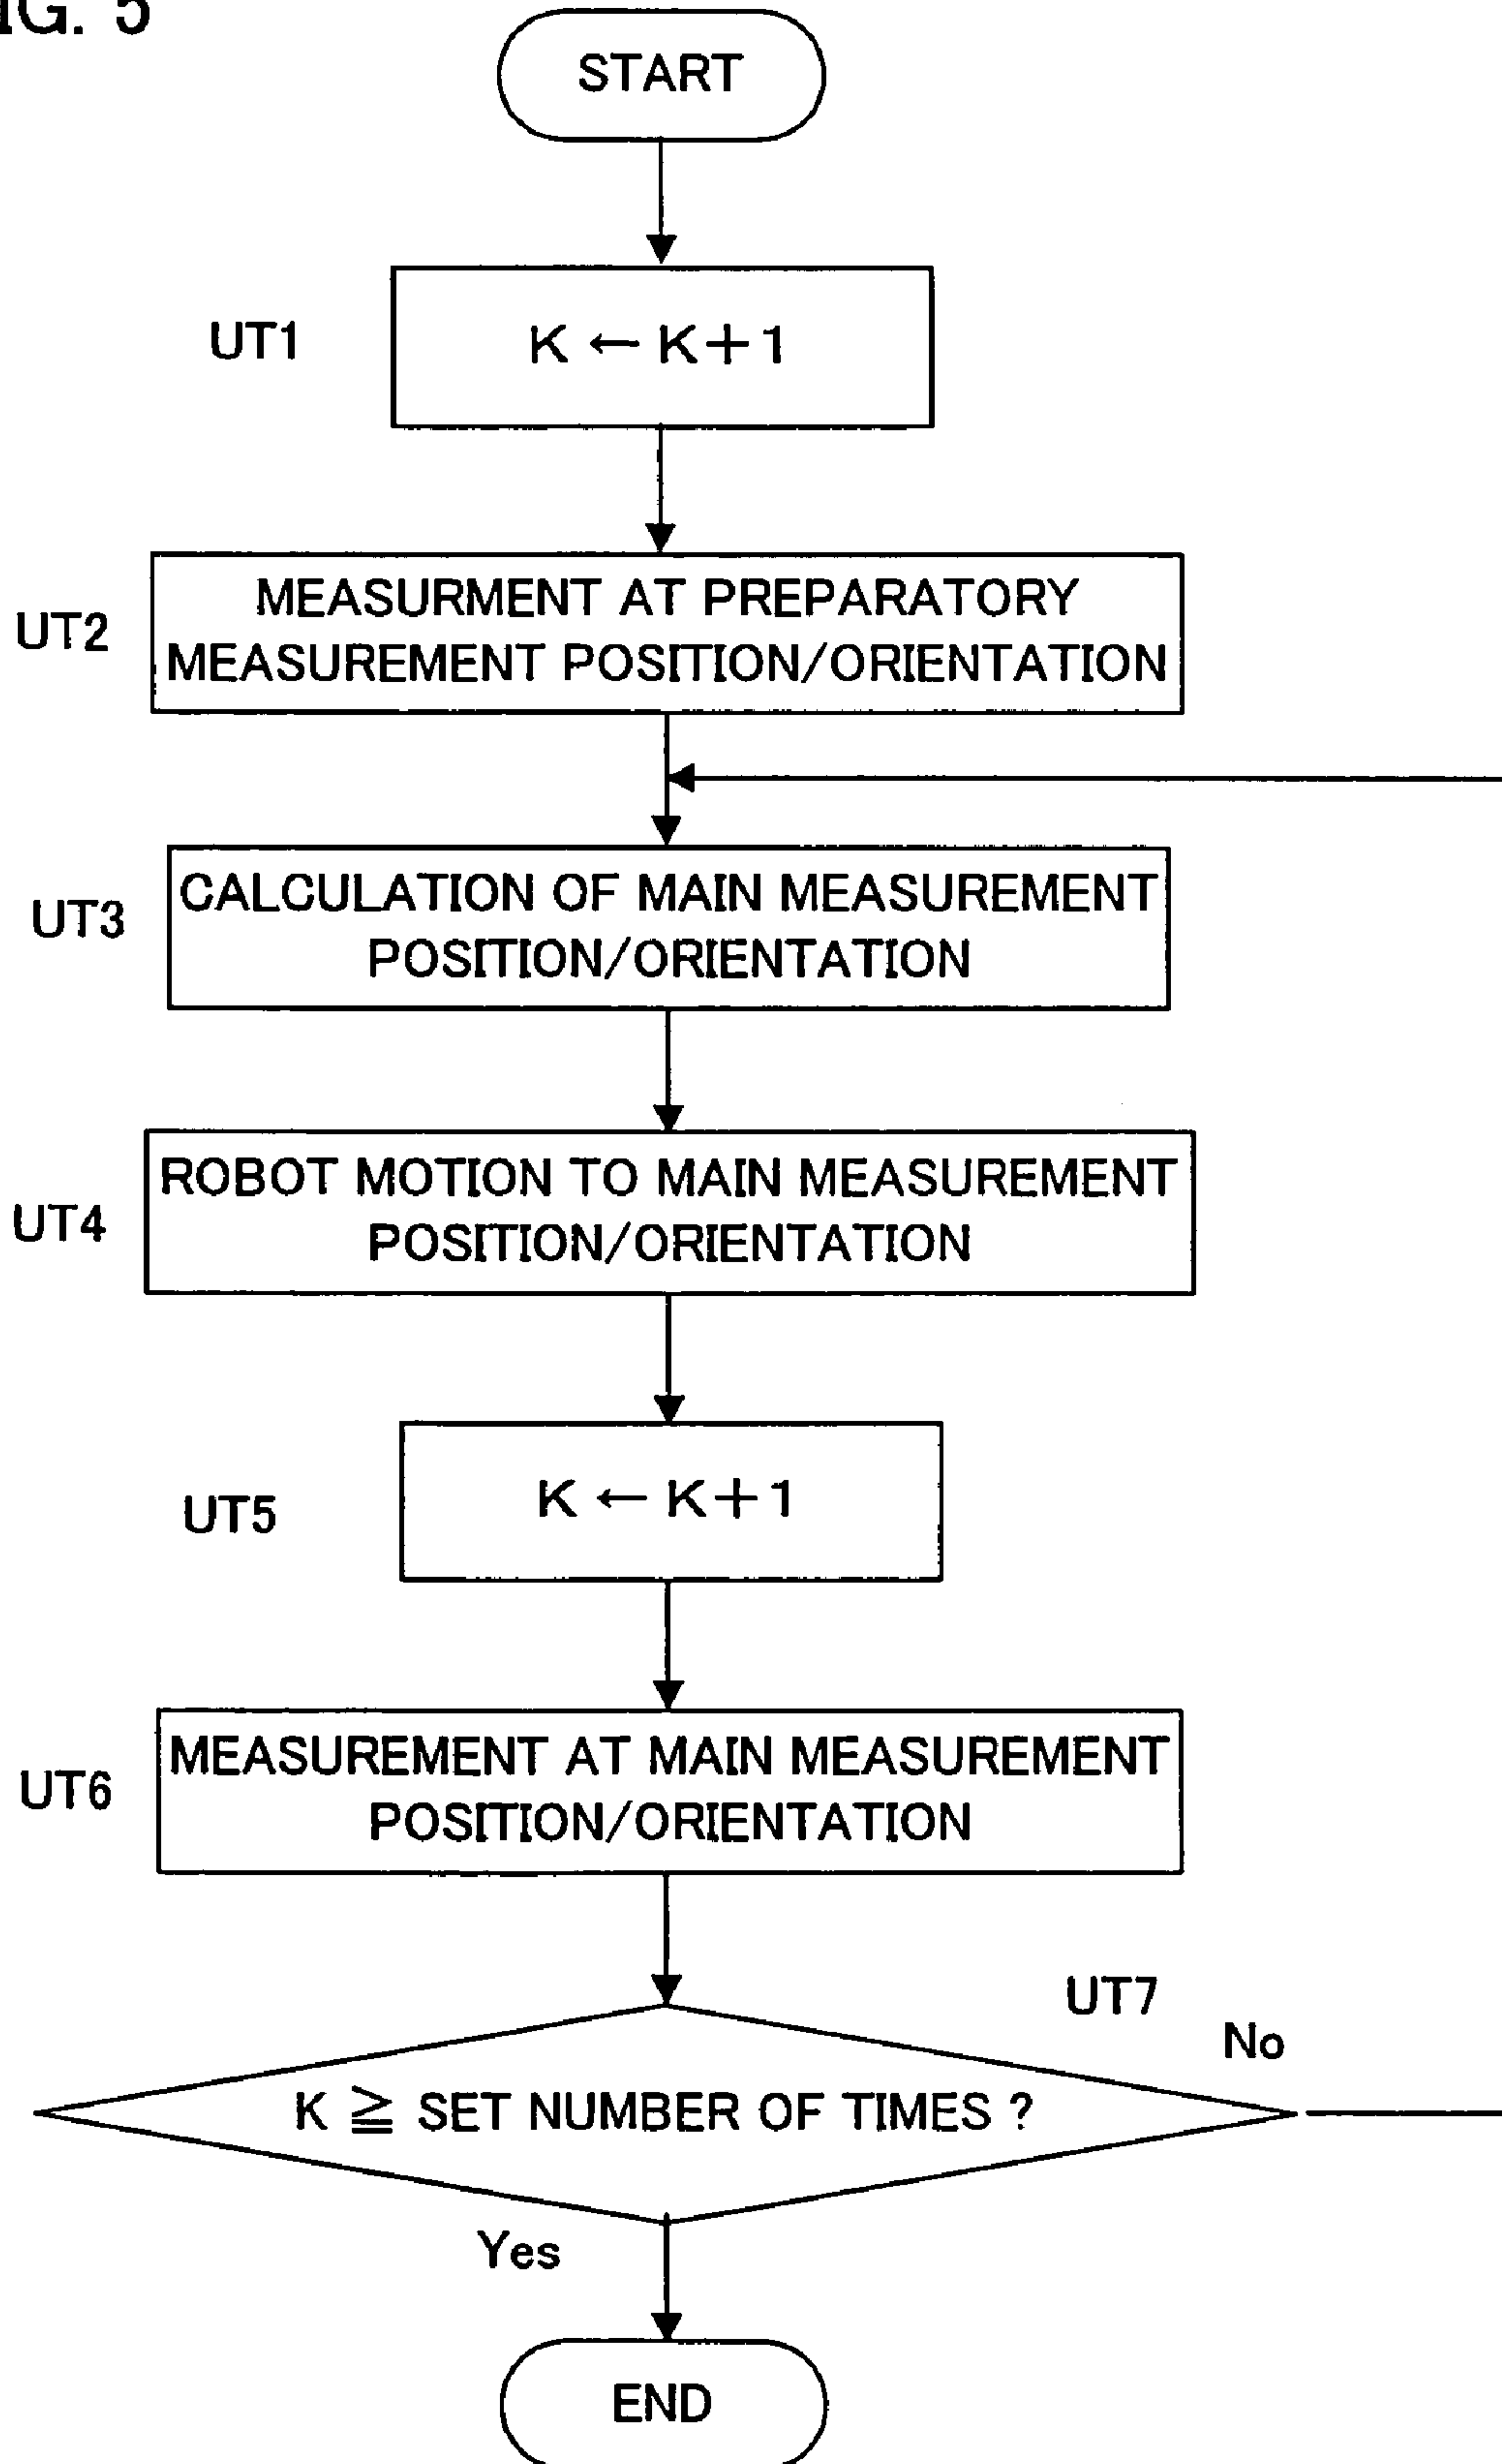 FIG. 5
START
UT1
K ← K+1
UT2
MEASURMENT AT PREPARATORY
MEASUREMENT POSITION/ORIENTATION
UT3
CALCULATION OF MAIN MEASUREMENT
POSITION/ORIENTATION
UT4
ROBOT MOTION TO MAIN MEASUREMENT
POSITION/ORIENTATION
UT5
K ← K+1
UT6
MEASUREMENT AT MAIN MEASUREMENT
POSITION/ORIENTATION
UT7
No
K ≧ SET NUMBER OF TIMES ?
Yes
END